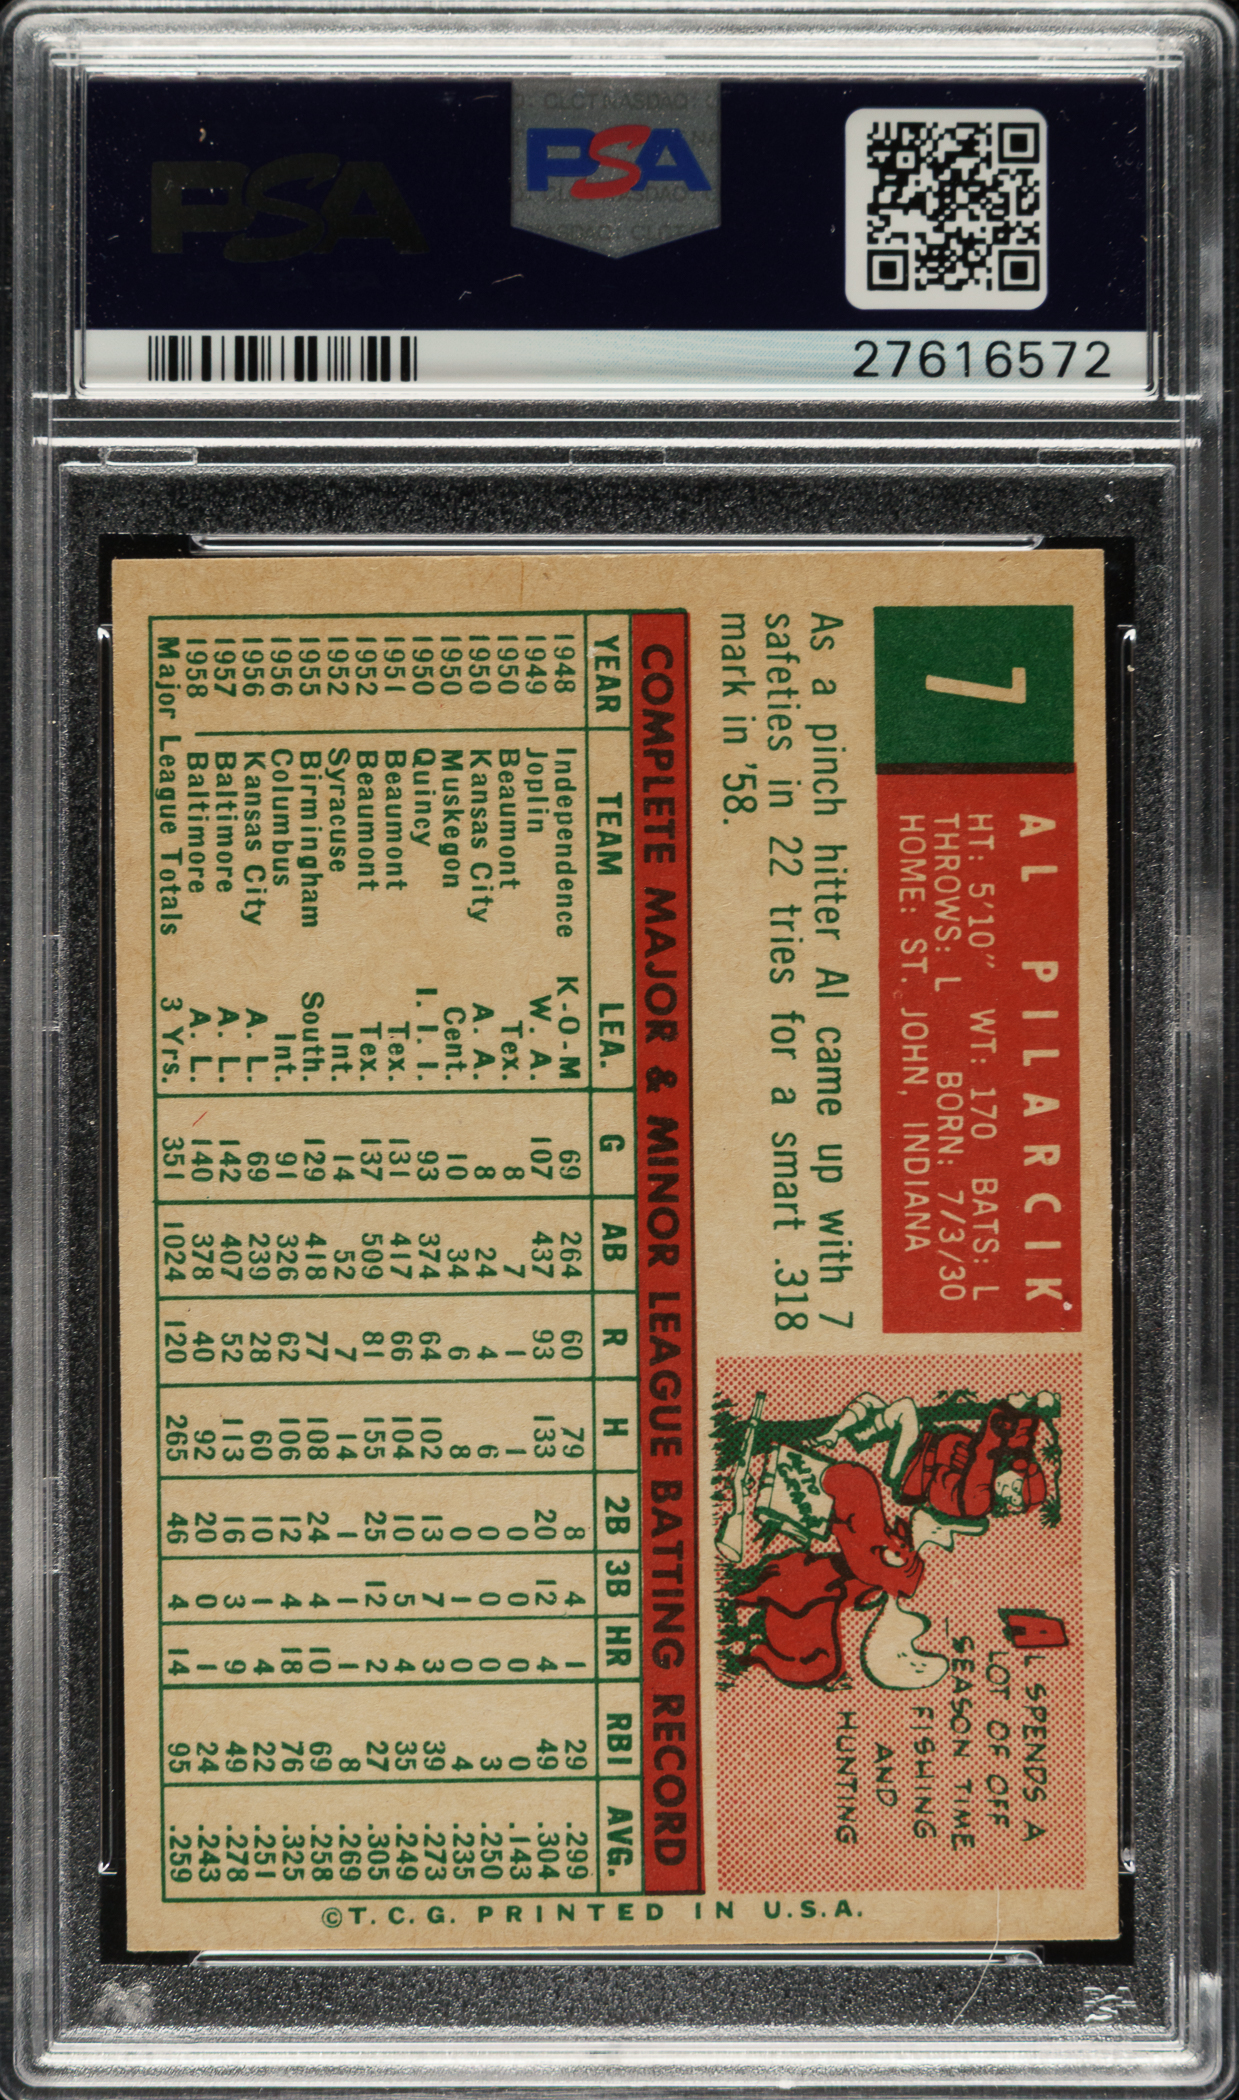 PSA
PSA
27616572
7
AL PILARCIK
HT: 5'10" WT: 170 BATS: L
THROWS: L BORN: 7/3/30
HOME: ST. JOHN, INDIANA
As a pinch hitter Al came up with 7
safeties in 22 tries for a smart .318
mark in '58.
AL SPENDS A
LOT OF OFF
SEASON TIME
FISHING
AND
HUNTING
COMPLETE MAJOR & MINOR LEAGUE BATTING RECORD
YEAR TEAM LEA. G AB R H 2B 3B HR RBI AVG.
1948 Independence K-O-M 69 264 60 79 8 4 1 29 .299
1949 Joplin W. A. 107 437 93 133 20 12 4 49 .304
1950 Beaumont Tex. 8 7 1 1 0 0 0 0 .143
1950 Kansas City A. A. 8 24 4 6 0 0 0 3 .250
1950 Muskegon Cent. 10 34 6 8 0 1 0 4 .235
1950 Quincy I. I. I. 93 374 64 102 13 7 3 39 .273
1951 Beaumont Tex. 131 417 66 104 10 5 4 35 .249
1952 Beaumont Tex. 137 509 81 155 25 12 2 27 .305
1952 Syracuse Int. 14 52 7 14 1 1 1 8 .269
1955 Birmingham South. 129 418 77 108 24 4 10 69 .258
1956 Columbus Int. 91 326 62 106 12 4 18 76 .325
1956 Kansas City A. L. 69 239 28 60 10 1 4 22 .251
1957 Baltimore A. L. 142 407 52 113 16 3 9 49 .278
1958 Baltimore A. L. 140 378 40 92 20 0 1 24 .243
Major League Totals 3 Yrs. 351 1024 120 265 46 4 14 95 .259
©T. C. G. PRINTED IN U.S.A.